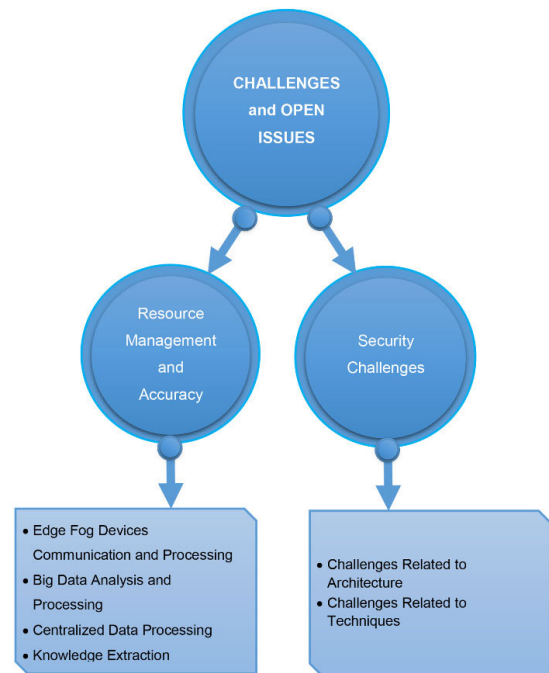 CHALLENGES
and OPEN
ISSUES
Resource
Management
and
Accuracy
Security
Challenges
• Edge Fog Devices
Communication and Processing
• Big Data Analysis and
Processing
• Centralized Data Processing
• Knowledge Extraction
• Challenges Related to
Architecture
• Challenges Related to
Techniques